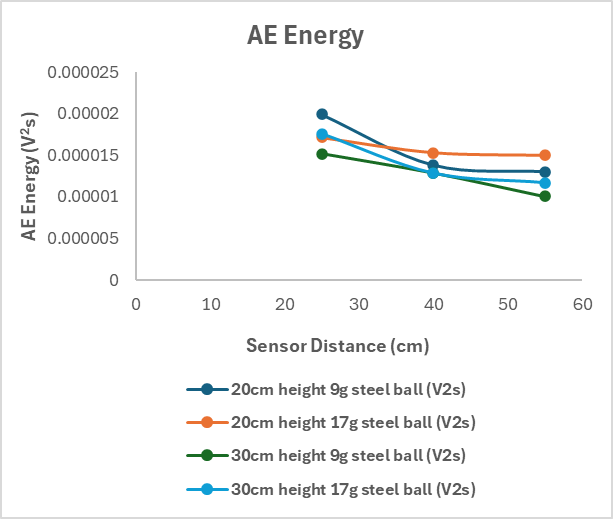 AE Energy
0.000025
0.00002
0.000015
0.00001
0.000005
0
AE Energy (V²s)
0 10 20 30 40 50 60
Sensor Distance (cm)
20cm height 9g steel ball (V2s)
20cm height 17g steel ball (V2s)
30cm height 9g steel ball (V2s)
30cm height 17g steel ball (V2s)